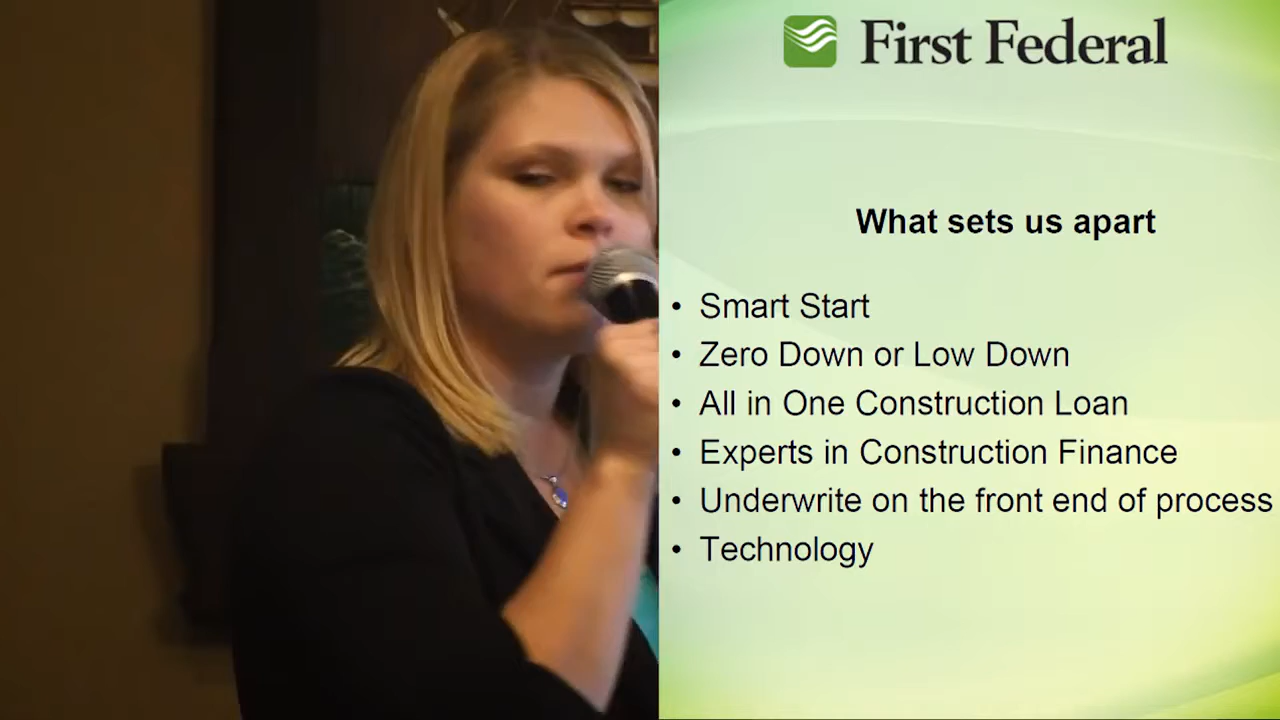 First Federal
What sets us apart
• Smart Start
• Zero Down or Low Down
• All in One Construction Loan
• Experts in Construction Finance
• Underwrite on the front end of process
• Technology